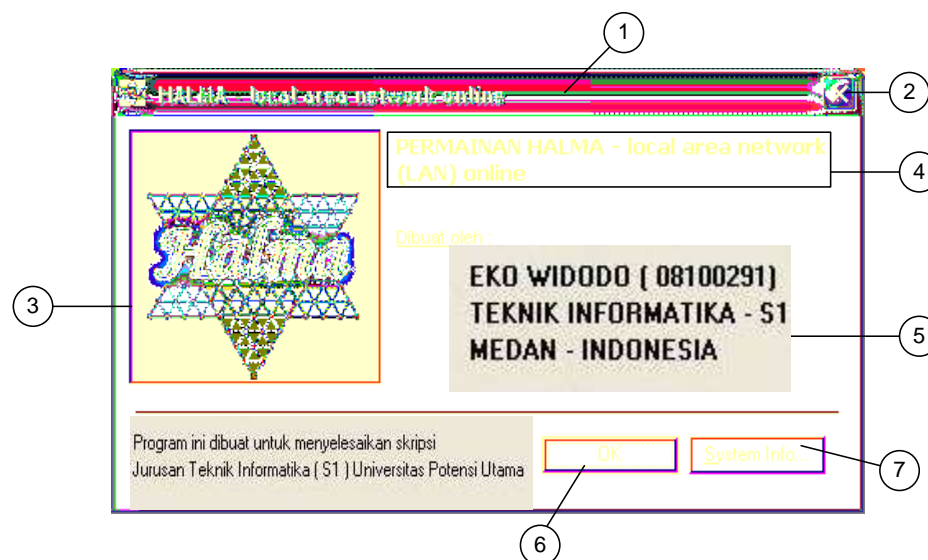 1
HALMA - local area network online
2
PERMAINAN HALMA - local area network
(LAN) online
4
Dibuat oleh :
Halma
3
EKO WIDODO ( 08100291)
TEKNIK INFORMATIKA - S1
MEDAN - INDONESIA
5
Program ini dibuat untuk menyelesaikan skripsi
Jurusan Teknik Informatika ( S1 ) Universitas Potensi Utama
OK
System Info...
7
6